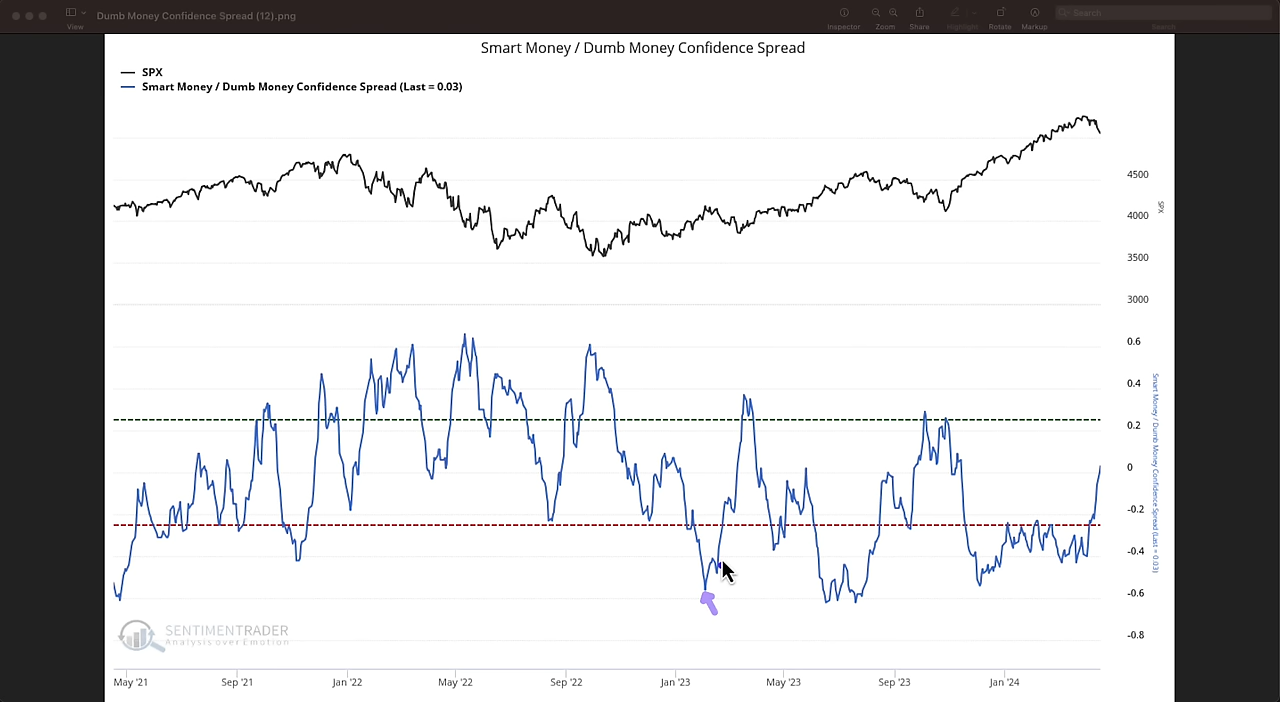 Dumb Money Confidence Spread (12).png
View
Inspector
Zoom
Share
Highlight
Rotate
Markup
Search
Search
Smart Money / Dumb Money Confidence Spread
SPX
Smart Money / Dumb Money Confidence Spread (Last = 0.03)
4500
4000
3500
3000
SPX
0.6
0.4
0.2
0
-0.2
-0.4
-0.6
-0.8
Smart Money / Dumb Money Confidence Spread (Last = 0.03)
SENTIMENTRADER
Analysis over Emotion
May '21
Sep '21
Jan '22
May '22
Sep '22
Jan '23
May '23
Sep '23
Jan '24